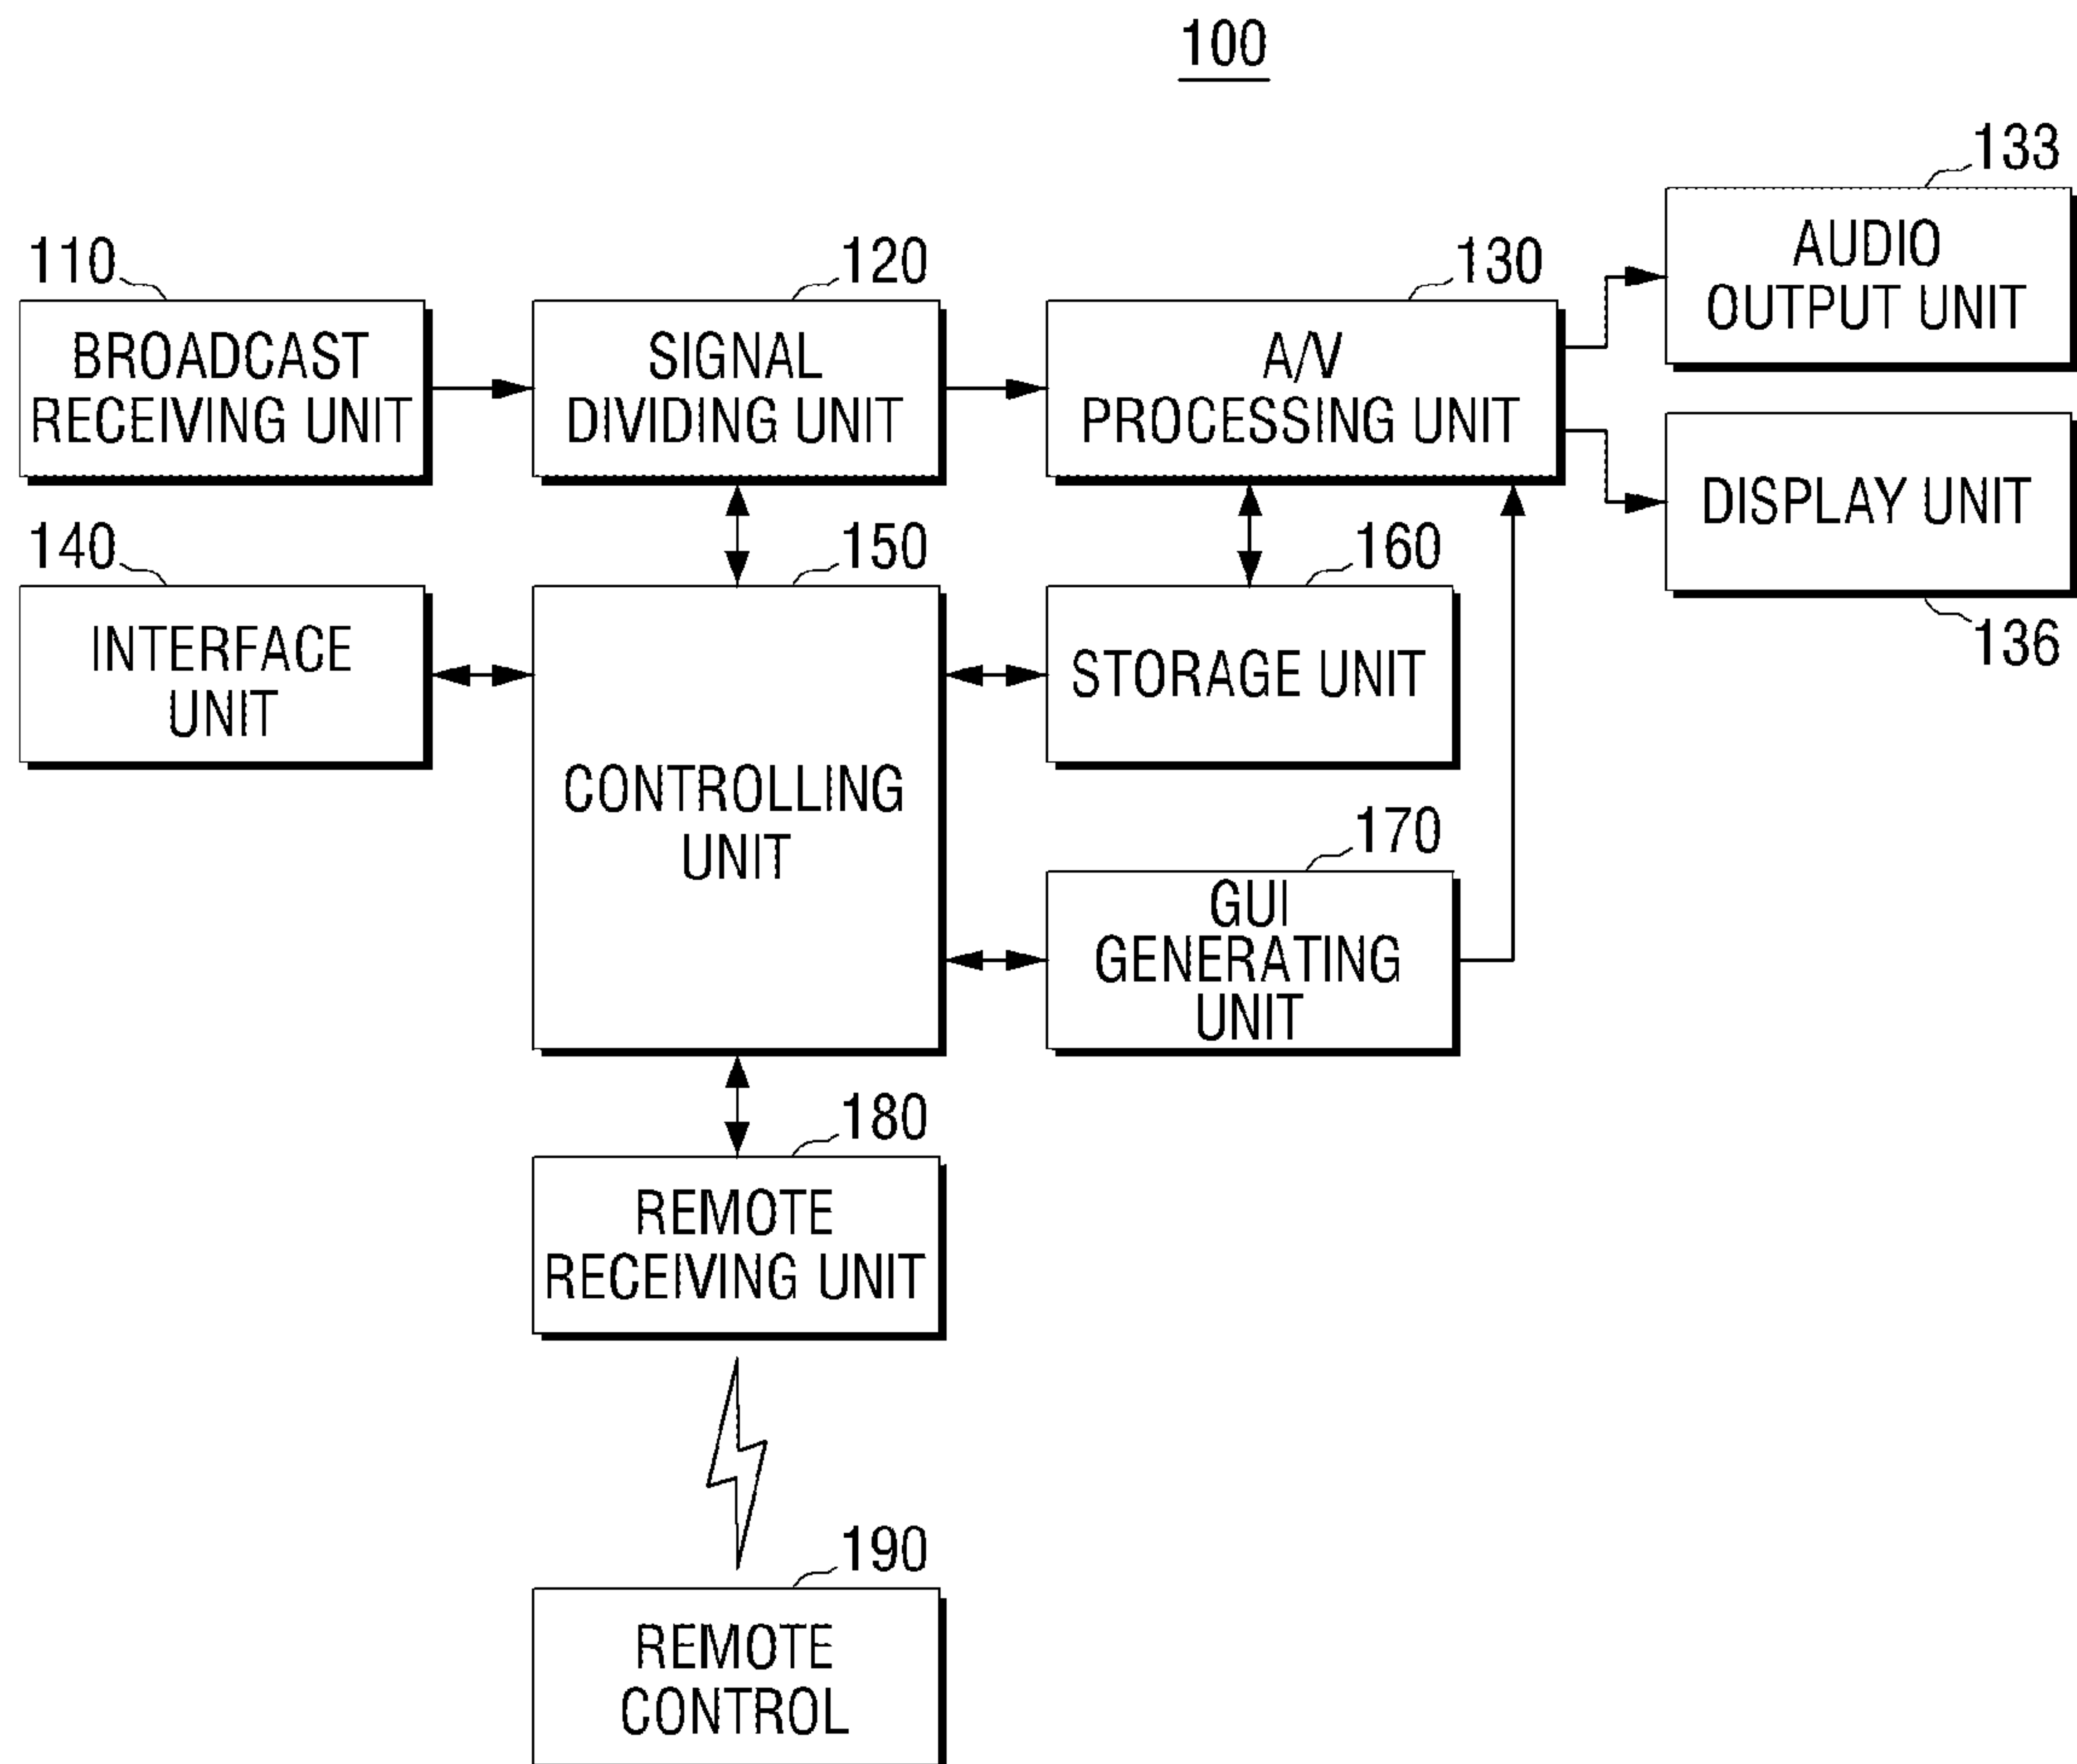 100
133
AUDIO
OUTPUT UNIT
110
BROADCAST
RECEIVING UNIT
120
SIGNAL
DIVIDING UNIT
130
A/V
PROCESSING UNIT
DISPLAY UNIT
136
140
INTERFACE
UNIT
150
CONTROLLING
UNIT
160
STORAGE UNIT
170
GUI
GENERATING
UNIT
180
REMOTE
RECEIVING UNIT
190
REMOTE
CONTROL